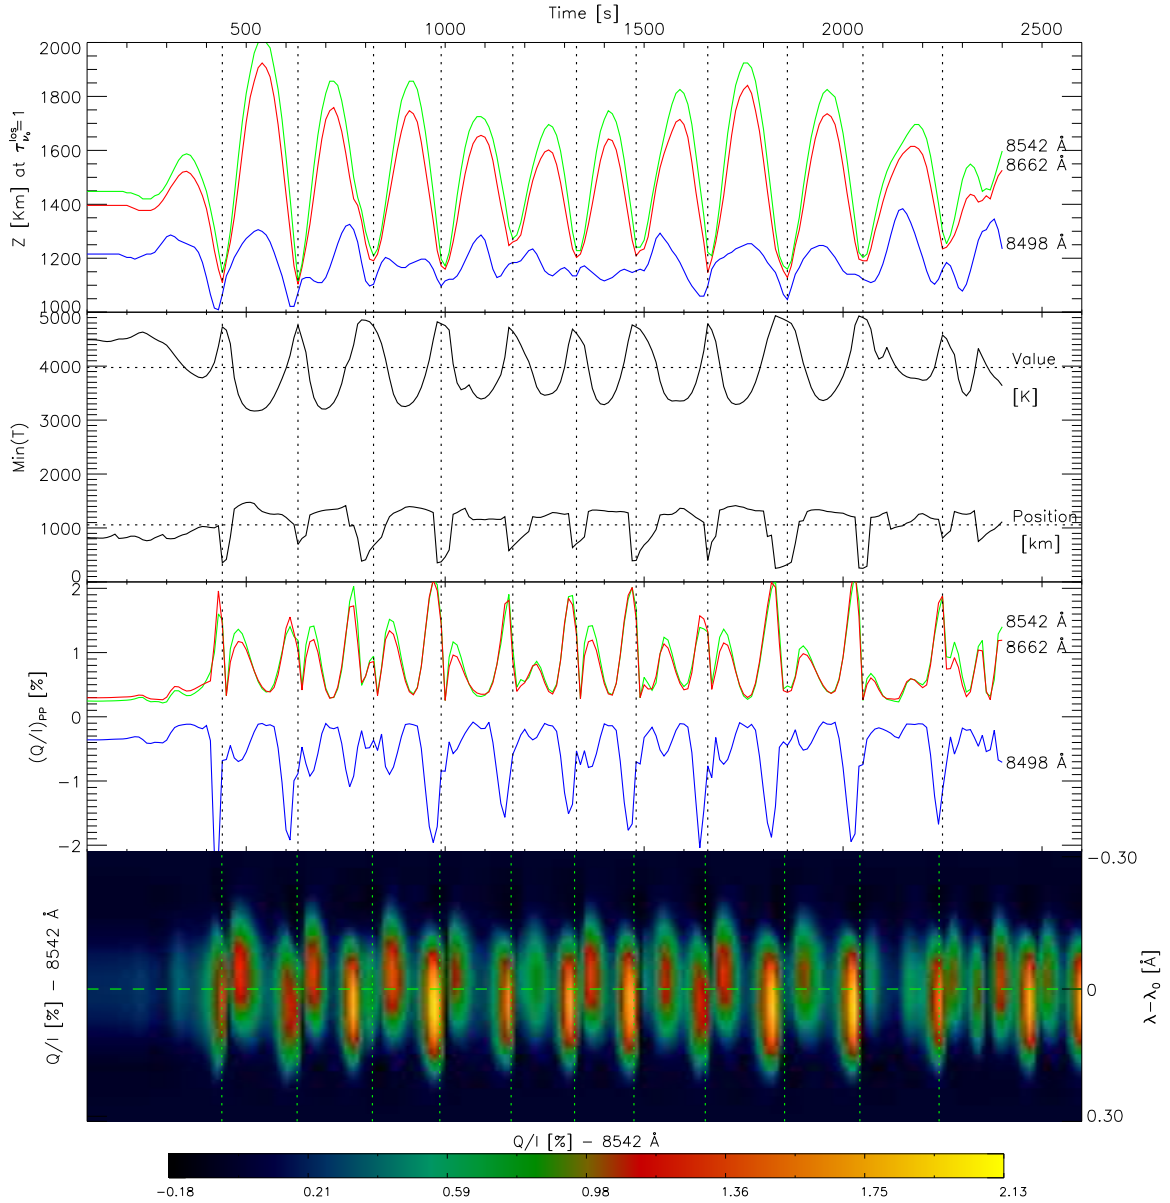 Time [s]
500 1000 1500 2000 2500
Z [Km] at τ^{los}_{ν₀}=1
2000
1800
1600
1400
1200
1000
8542 Å
8662 Å
8498 Å
Min(T)
5000
4000
3000
2000
1000
0
Value
[K]
Position
[km]
(Q/I)PP [%]
2
1
0
−1
−2
8542 Å
8662 Å
8498 Å
Q/I [%] − 8542 Å
−0.30
0
0.30
λ−λ₀ [Å]
Q/I [%] − 8542 Å
−0.18 0.21 0.59 0.98 1.36 1.75 2.13